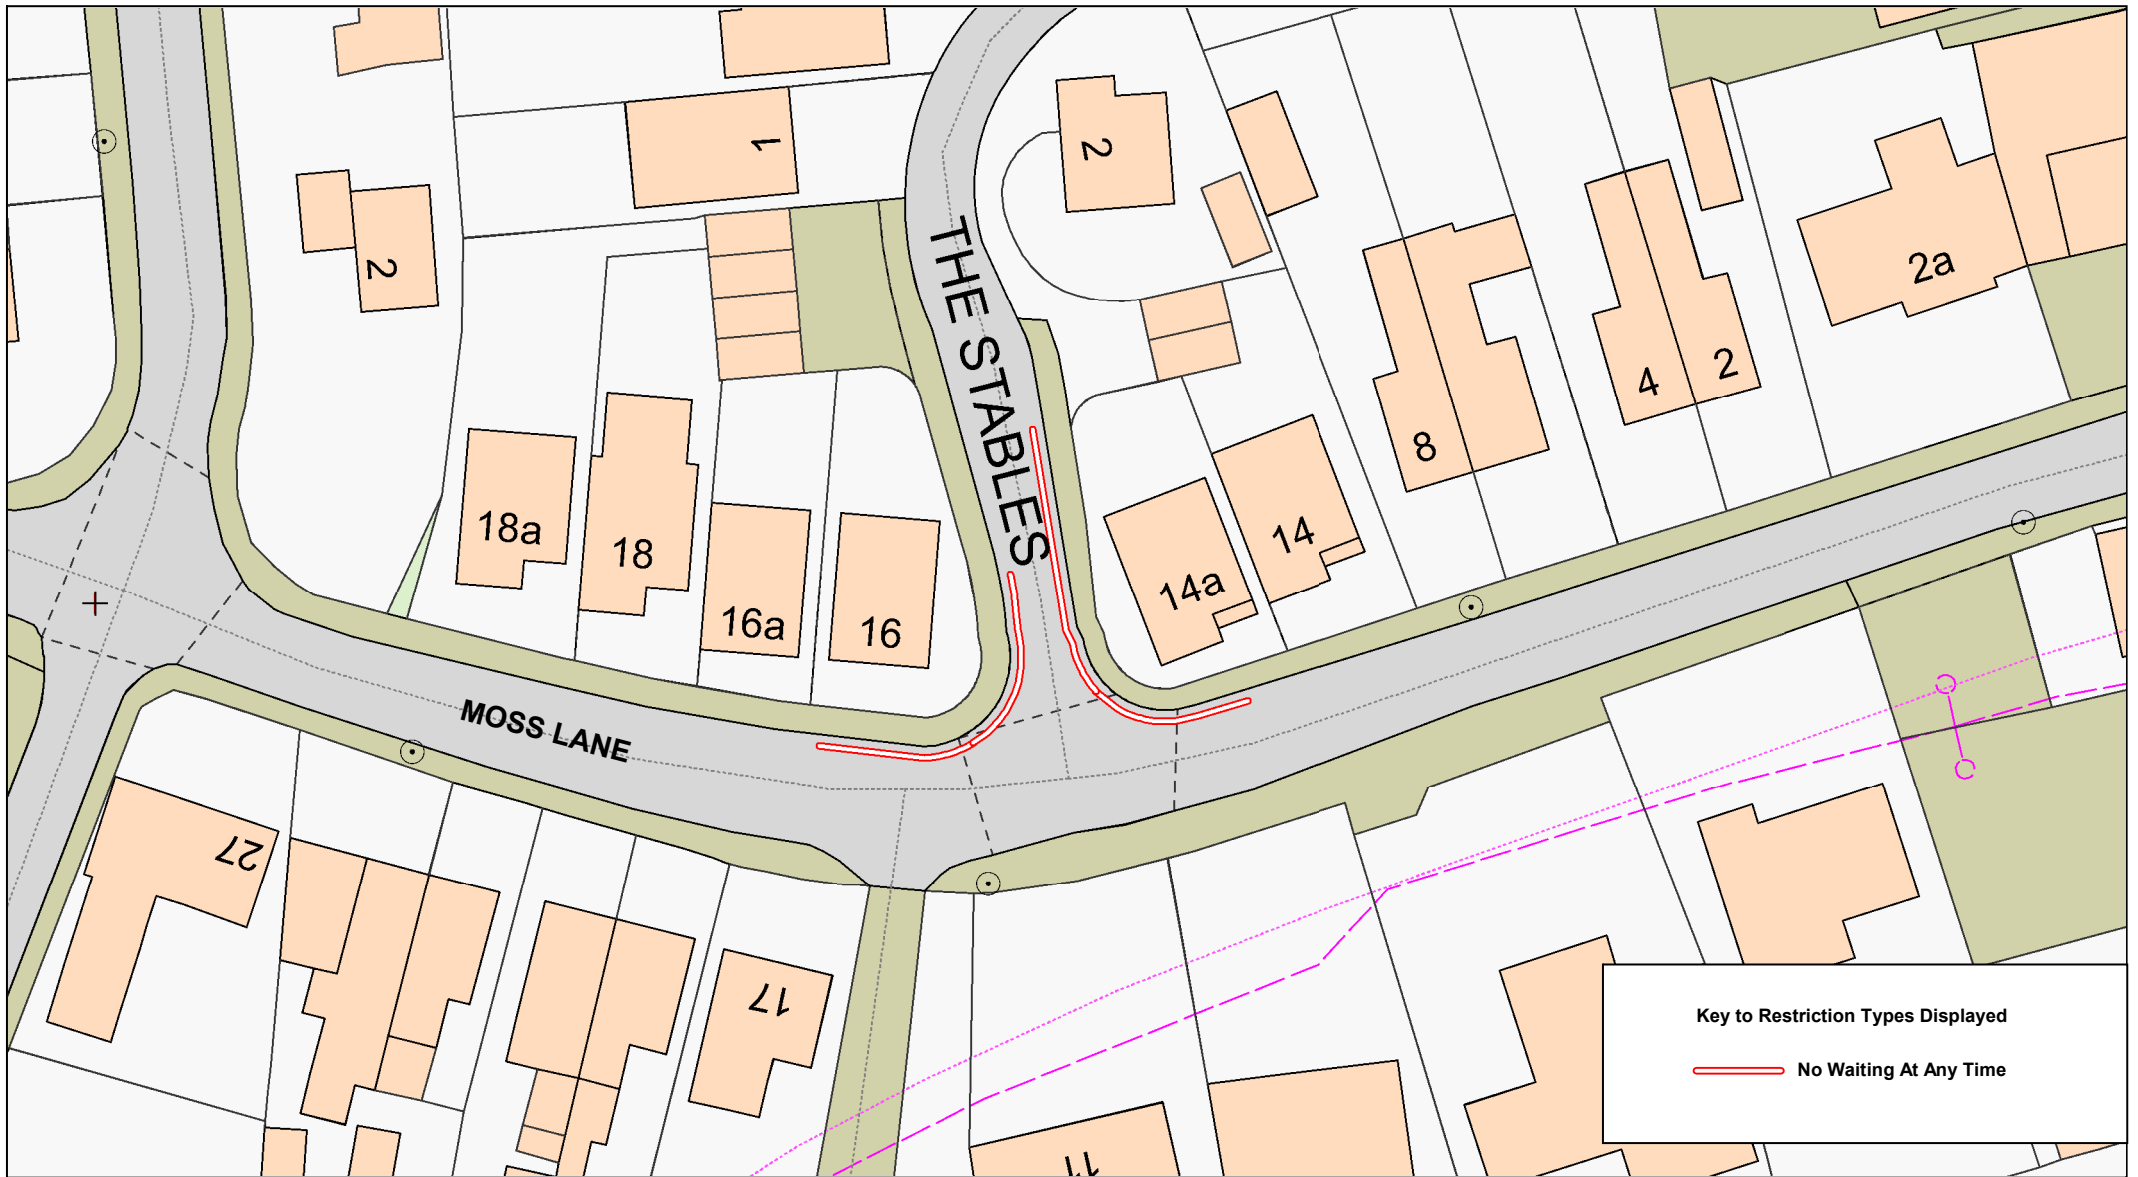 1
2
2
2a
THE STABLES
4
2
8
18a
18
14
14a
16a
16
MOSS LANE
27
17
11
Key to Restriction Types Displayed
No Waiting At Any Time